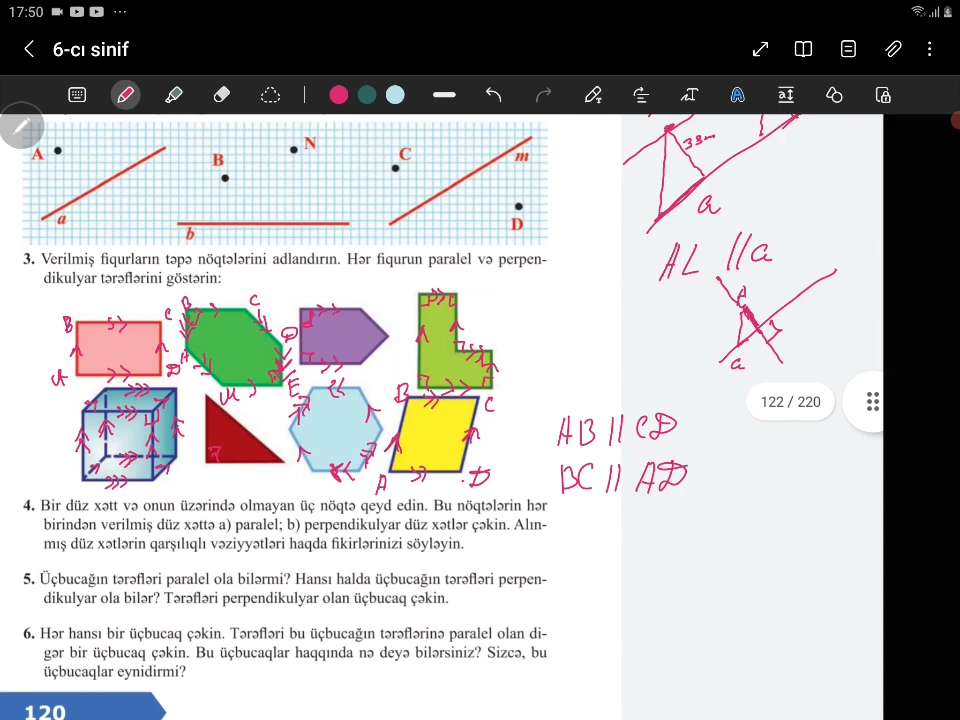 17:50
6-cı sinif
A
a
B
N
b
C
m
D
3. Verilmiş fiqurların təpə nöqtələrini adlandırın. Hər fiqurun paralel və perpen-
dikulyar tərəflərini göstərin:
B
C
A
D
B
C
D
A
M
E
B
C
A
D
4. Bir düz xətt və onun üzərində olmayan üç nöqtə qeyd edin. Bu nöqtələrin hər
birindən verilmiş düz xəttə a) paralel; b) perpendikulyar düz xətlər çəkin. Alın-
mış düz xətlərin qarşılıqlı vəziyyətləri haqda fikirlərinizi söyləyin.
5. Üçbucağın tərəfləri paralel ola bilərmi? Hansı halda üçbucağın tərəfləri perpen-
dikulyar ola bilər? Tərəfləri perpendikulyar olan üçbucaq çəkin.
6. Hər hansı bir üçbucaq çəkin. Tərəfləri bu üçbucağın tərəflərinə paralel olan di-
gər bir üçbucaq çəkin. Bu üçbucaqlar haqqında nə deyə bilərsiniz? Sizcə, bu
üçbucaqlar eynidirmi?
120
a
AL // a
A
a
122 / 220
AB // CD
BC // AD